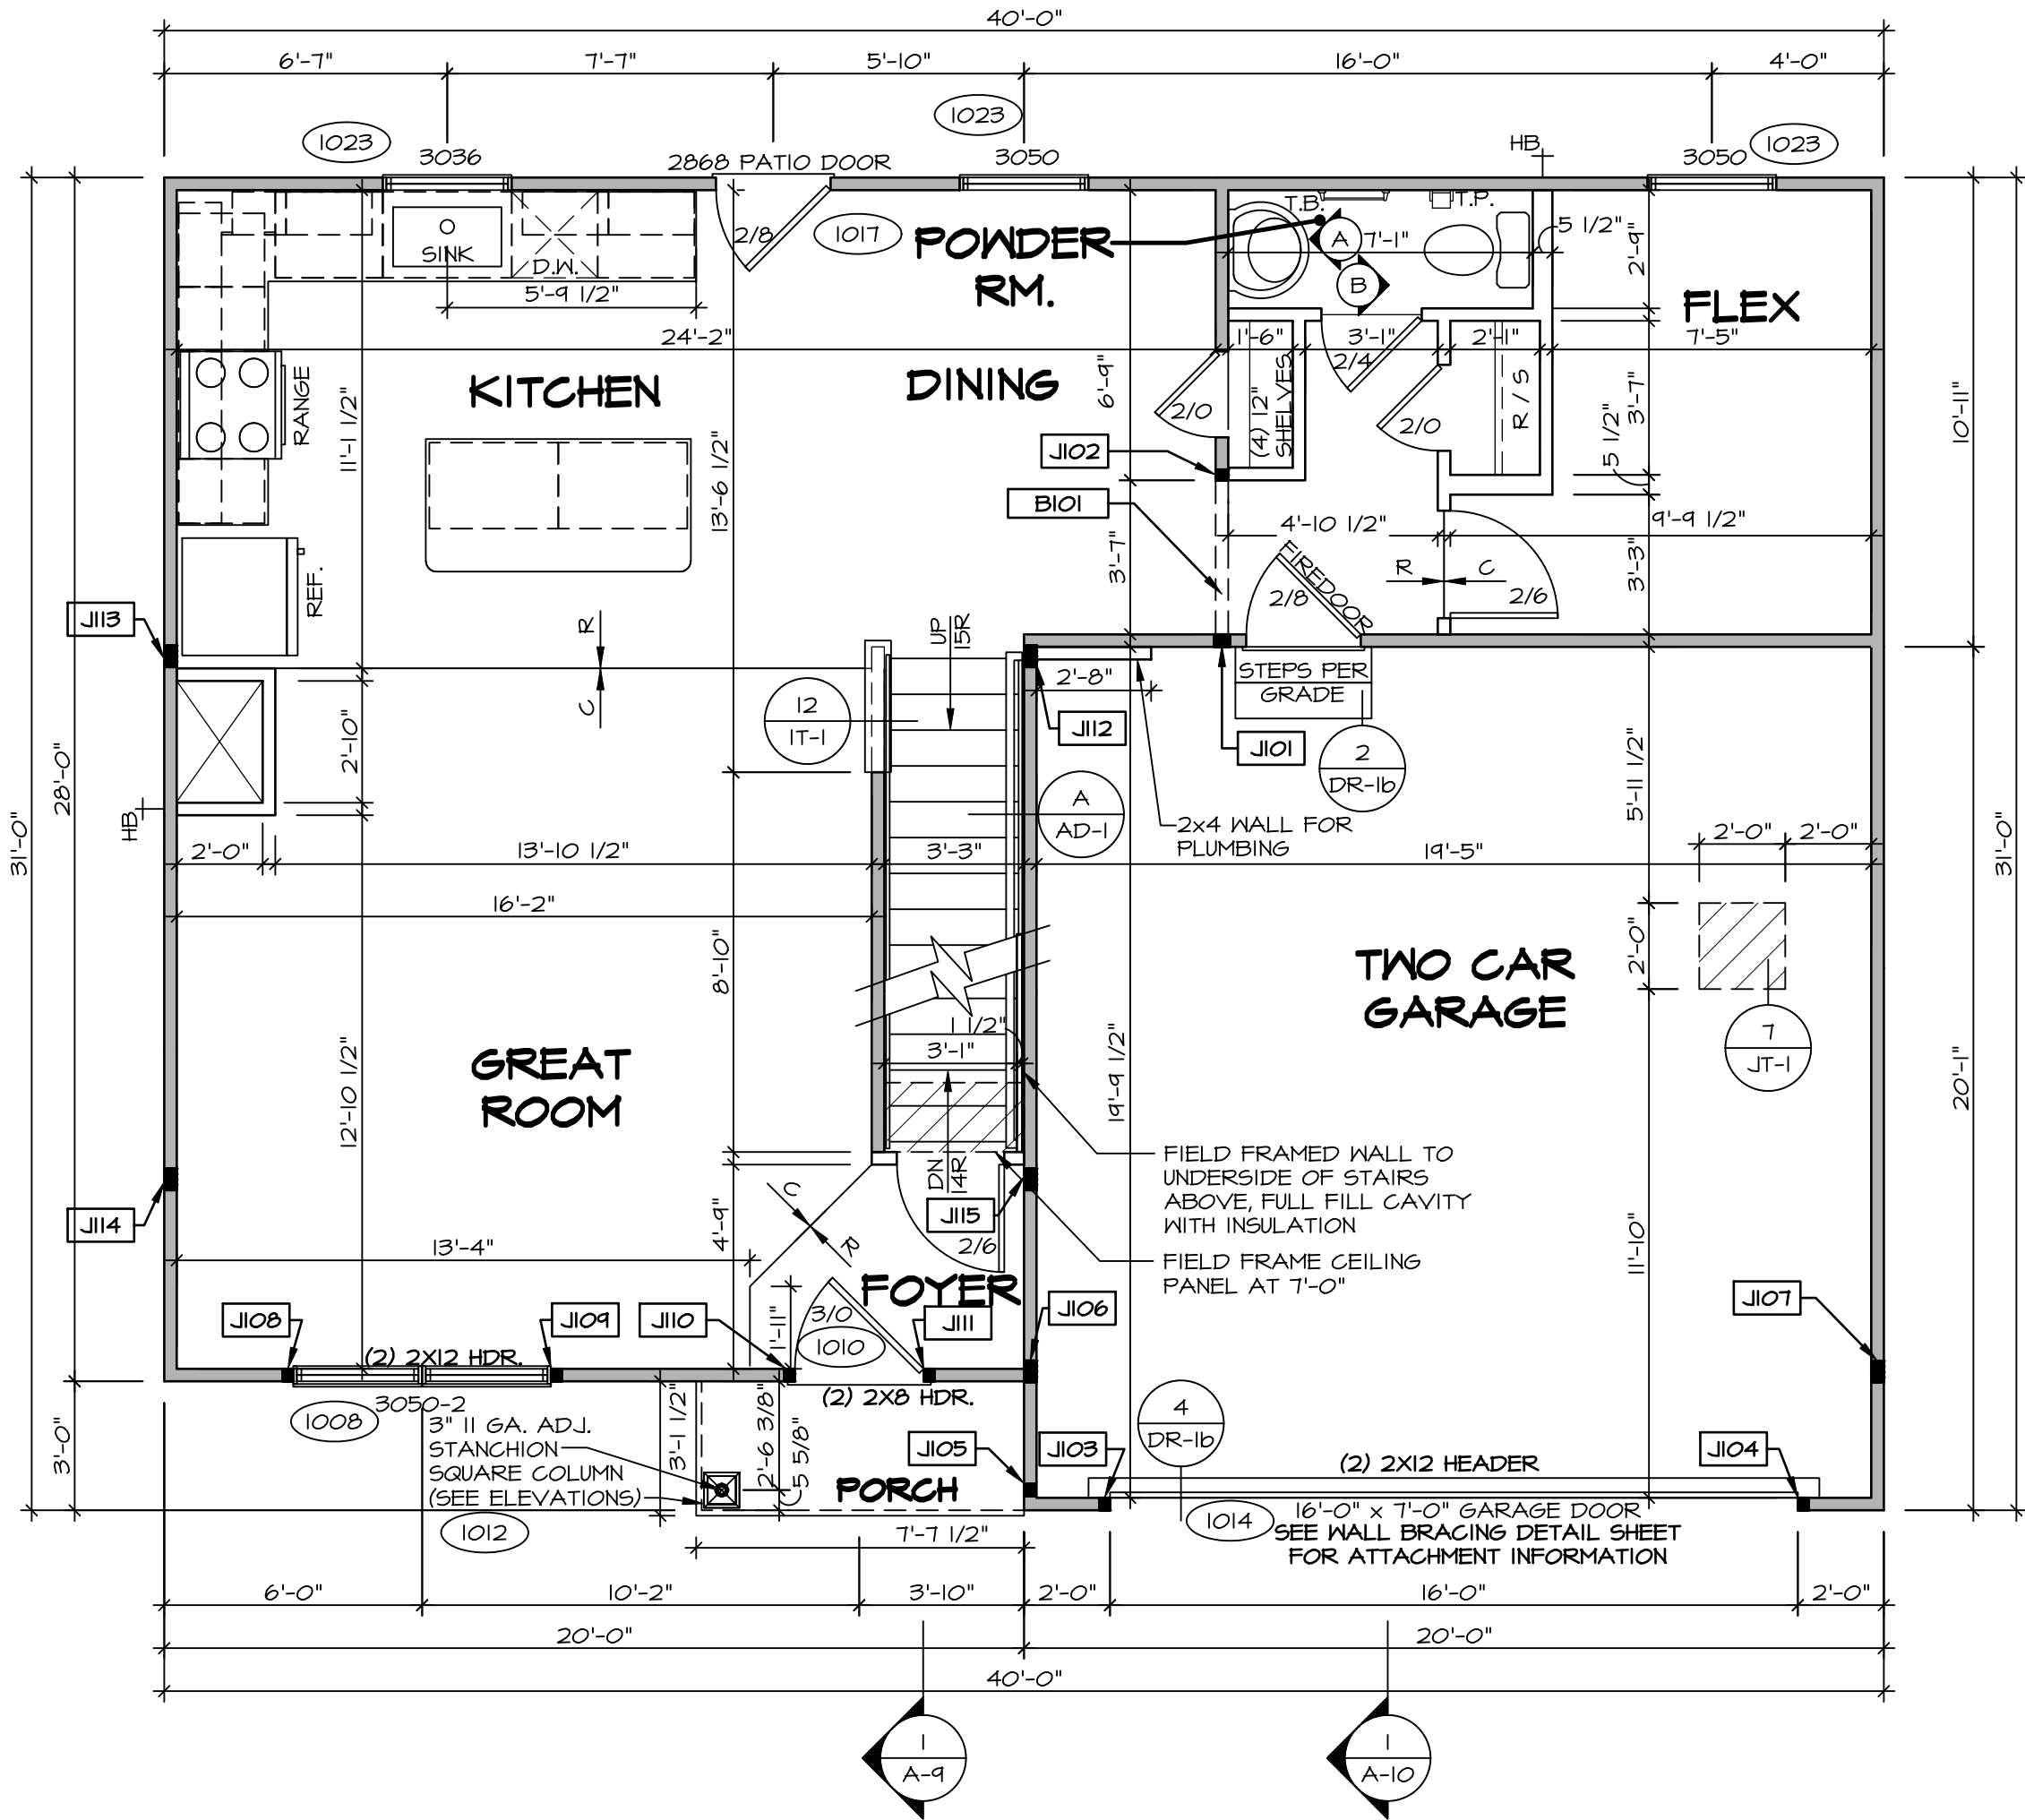 40'-0"
6'-7" 7'-7" 5'-10" 16'-0" 4'-0"
1023 1023 1023
3036 2868 PATIO DOOR 3050 HB 3050
T.B. T.P.
2/8 1017 POWDER A 7'-1" 5 1/2"
SINK D.W. RM. B 2'-9"
5'-9 1/2" FLEX
24'-2" 1'-6" 3'-1" 2'-1" 7'-5"
2/4
RANGE KITCHEN DINING 6'-9" 2/0 (4) 12" 2/0 R / S 3'-7" 10'-11"
SHELVES
11'-1 1/2" 13'-6 1/2" J102 5 1/2"
B101
4'-10 1/2" 9'-9 1/2"
3'-7" FIREDOOR R C 3'-3"
REF. 2/8 2/6
J113 R UP
15R
STEPS PER
C 2'-8" GRADE
28'-0" 12 J112 J101 2
2'-10" 1T-1 DR-1b 5'-11 1/2"
HB A 2x4 WALL FOR
31'-0" AD-1 PLUMBING 2'-0" 2'-0" 31'-0"
2'-0" 13'-10 1/2" 3'-3" 19'-5"
16'-2"
8'-10" TWO CAR 2'-0"
GARAGE
1 1/2" 7
GREAT 3'-1" JT-1
ROOM 12'-10 1/2" 19'-9 1/2" 20'-1"
FIELD FRAMED WALL TO
DN UNDERSIDE OF STAIRS
14R ABOVE, FULL FILL CAVITY
C WITH INSULATION
J114 J115
13'-4" 4'-9" R 2/6 FIELD FRAME CEILING
FOYER PANEL AT 7'-0"
11'-10"
J108 J109 J110 1'-11" 3/0 J111 J106 J107
1010
(2) 2X12 HDR.
3050-2 (2) 2X8 HDR.
1008 3" 11 GA. ADJ. 3'-1 1/2" 2'-6 3/8" 5 5/8" 4
STANCHION J105 J103 DR-1b J104
SQUARE COLUMN (2) 2X12 HEADER
3'-0" (SEE ELEVATIONS) PORCH
1012 1014 16'-0" x 7'-0" GARAGE DOOR
7'-7 1/2" SEE WALL BRACING DETAIL SHEET
FOR ATTACHMENT INFORMATION
6'-0" 10'-2" 3'-10" 2'-0" 16'-0" 2'-0"
20'-0" 20'-0"
40'-0"
1 1
A-9 A-10